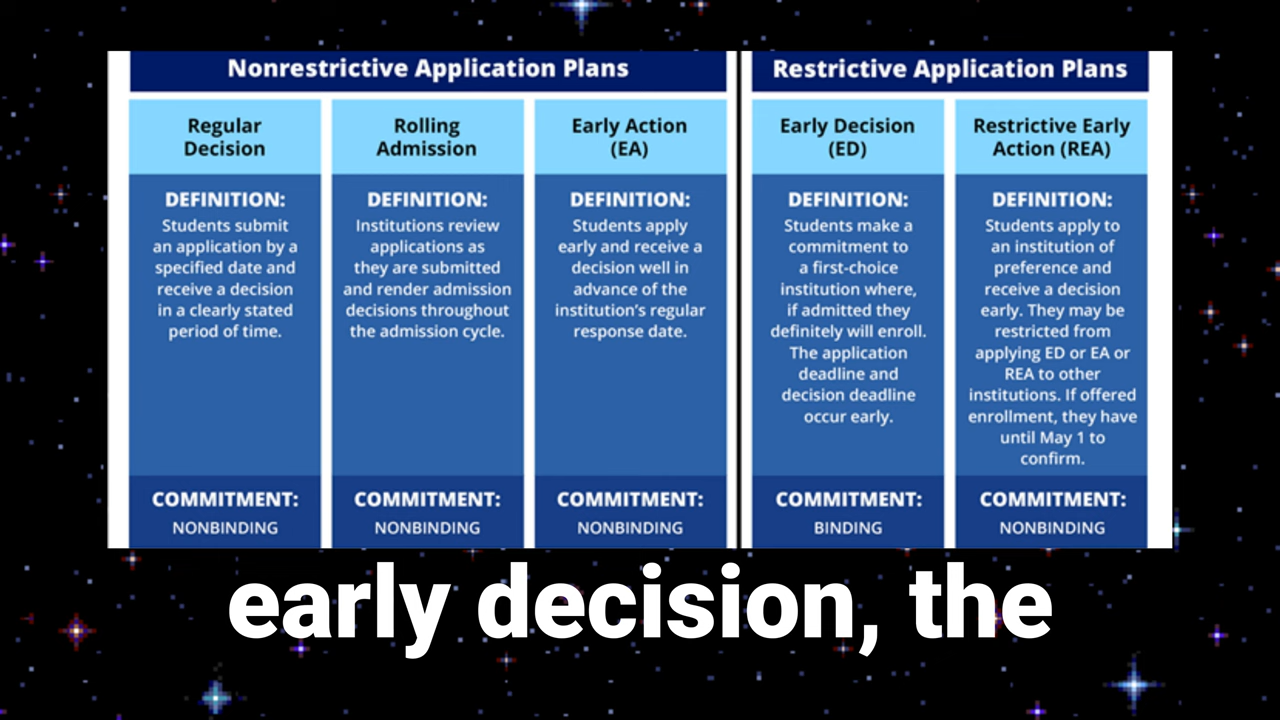 Nonrestrictive Application Plans
Regular
Decision
DEFINITION:
Students submit
an application by a
specified date and
receive a decision
in a clearly stated
period of time.
COMMITMENT:
NONBINDING
Rolling
Admission
DEFINITION:
Institutions review
applications as
they are submitted
and render admission
decisions throughout
the admission cycle.
COMMITMENT:
NONBINDING
Early Action
(EA)
DEFINITION:
Students apply
early and receive a
decision well in
advance of the
institution's regular
response date.
COMMITMENT:
NONBINDING
Restrictive Application Plans
Early Decision
(ED)
DEFINITION:
Students make a
commitment to
a first-choice
institution where,
if admitted they
definitely will enroll.
The application
deadline and
decision deadline
occur early.
COMMITMENT:
BINDING
Restrictive Early
Action (REA)
DEFINITION:
Students apply to
an institution of
preference and
receive a decision
early. They may be
restricted from
applying ED or EA or
REA to other
institutions. If offered
enrollment, they have
until May 1 to
confirm.
COMMITMENT:
NONBINDING
early decision, the